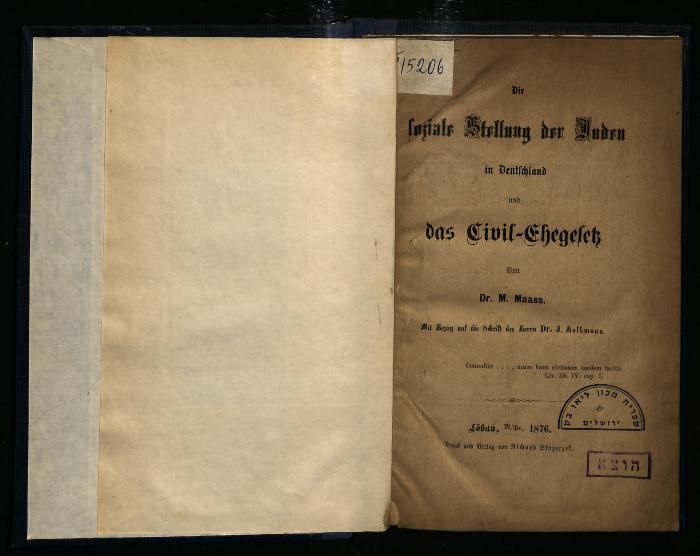 15206
Die
soziale Stellung der Juden
in Deutschland
und
das Civil-Ehegesetz
Von
Dr. M. Maass.
Mit Bezug auf die Schrift des Herrn Dr. J. Kolkmann.
Connubiis . . . . unam hanc civitatem tandem facitis.
Liv. lib. IV. cap. 5.
ספרית מכון ליאו בק
ירושלים
Löbau, W/Pr. 1876.
Druck und Verlag von Richard Skrzeczek.
הוצא